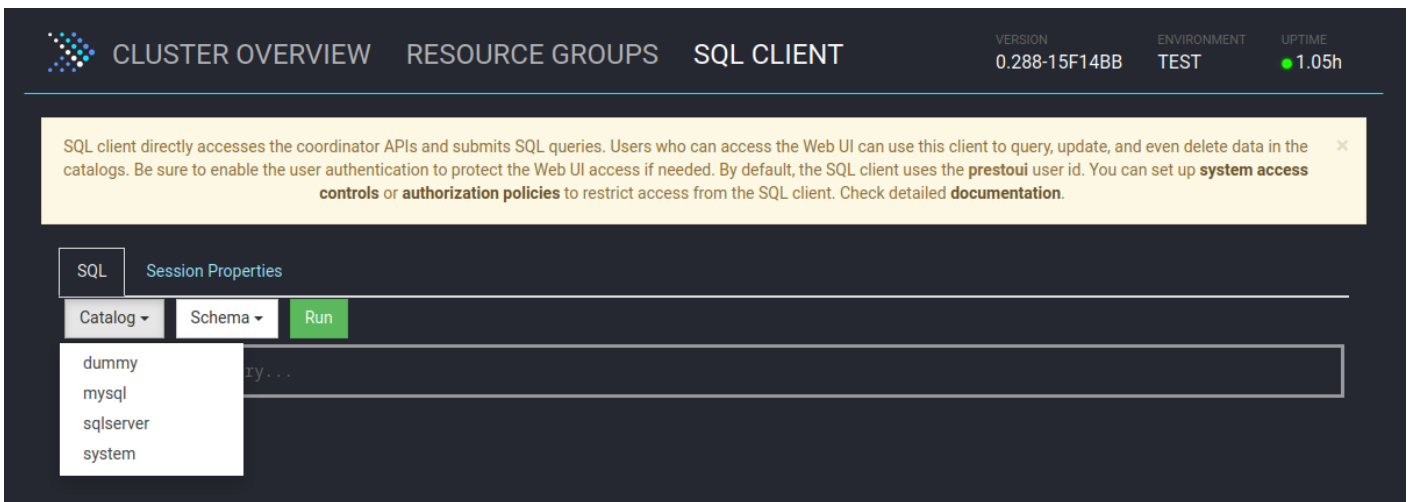 CLUSTER OVERVIEW RESOURCE GROUPS SQL CLIENT
VERSION ENVIRONMENT UPTIME
0.288-15F14BB TEST 1.05h
SQL client directly accesses the coordinator APIs and submits SQL queries. Users who can access the Web UI can use this client to query, update, and even delete data in the ×
catalogs. Be sure to enable the user authentication to protect the Web UI access if needed. By default, the SQL client uses the prestoui user id. You can set up system access
controls or authorization policies to restrict access from the SQL client. Check detailed documentation.
SQL Session Properties
Catalog Schema Run
dummy
ry...
mysql
sqlserver
system